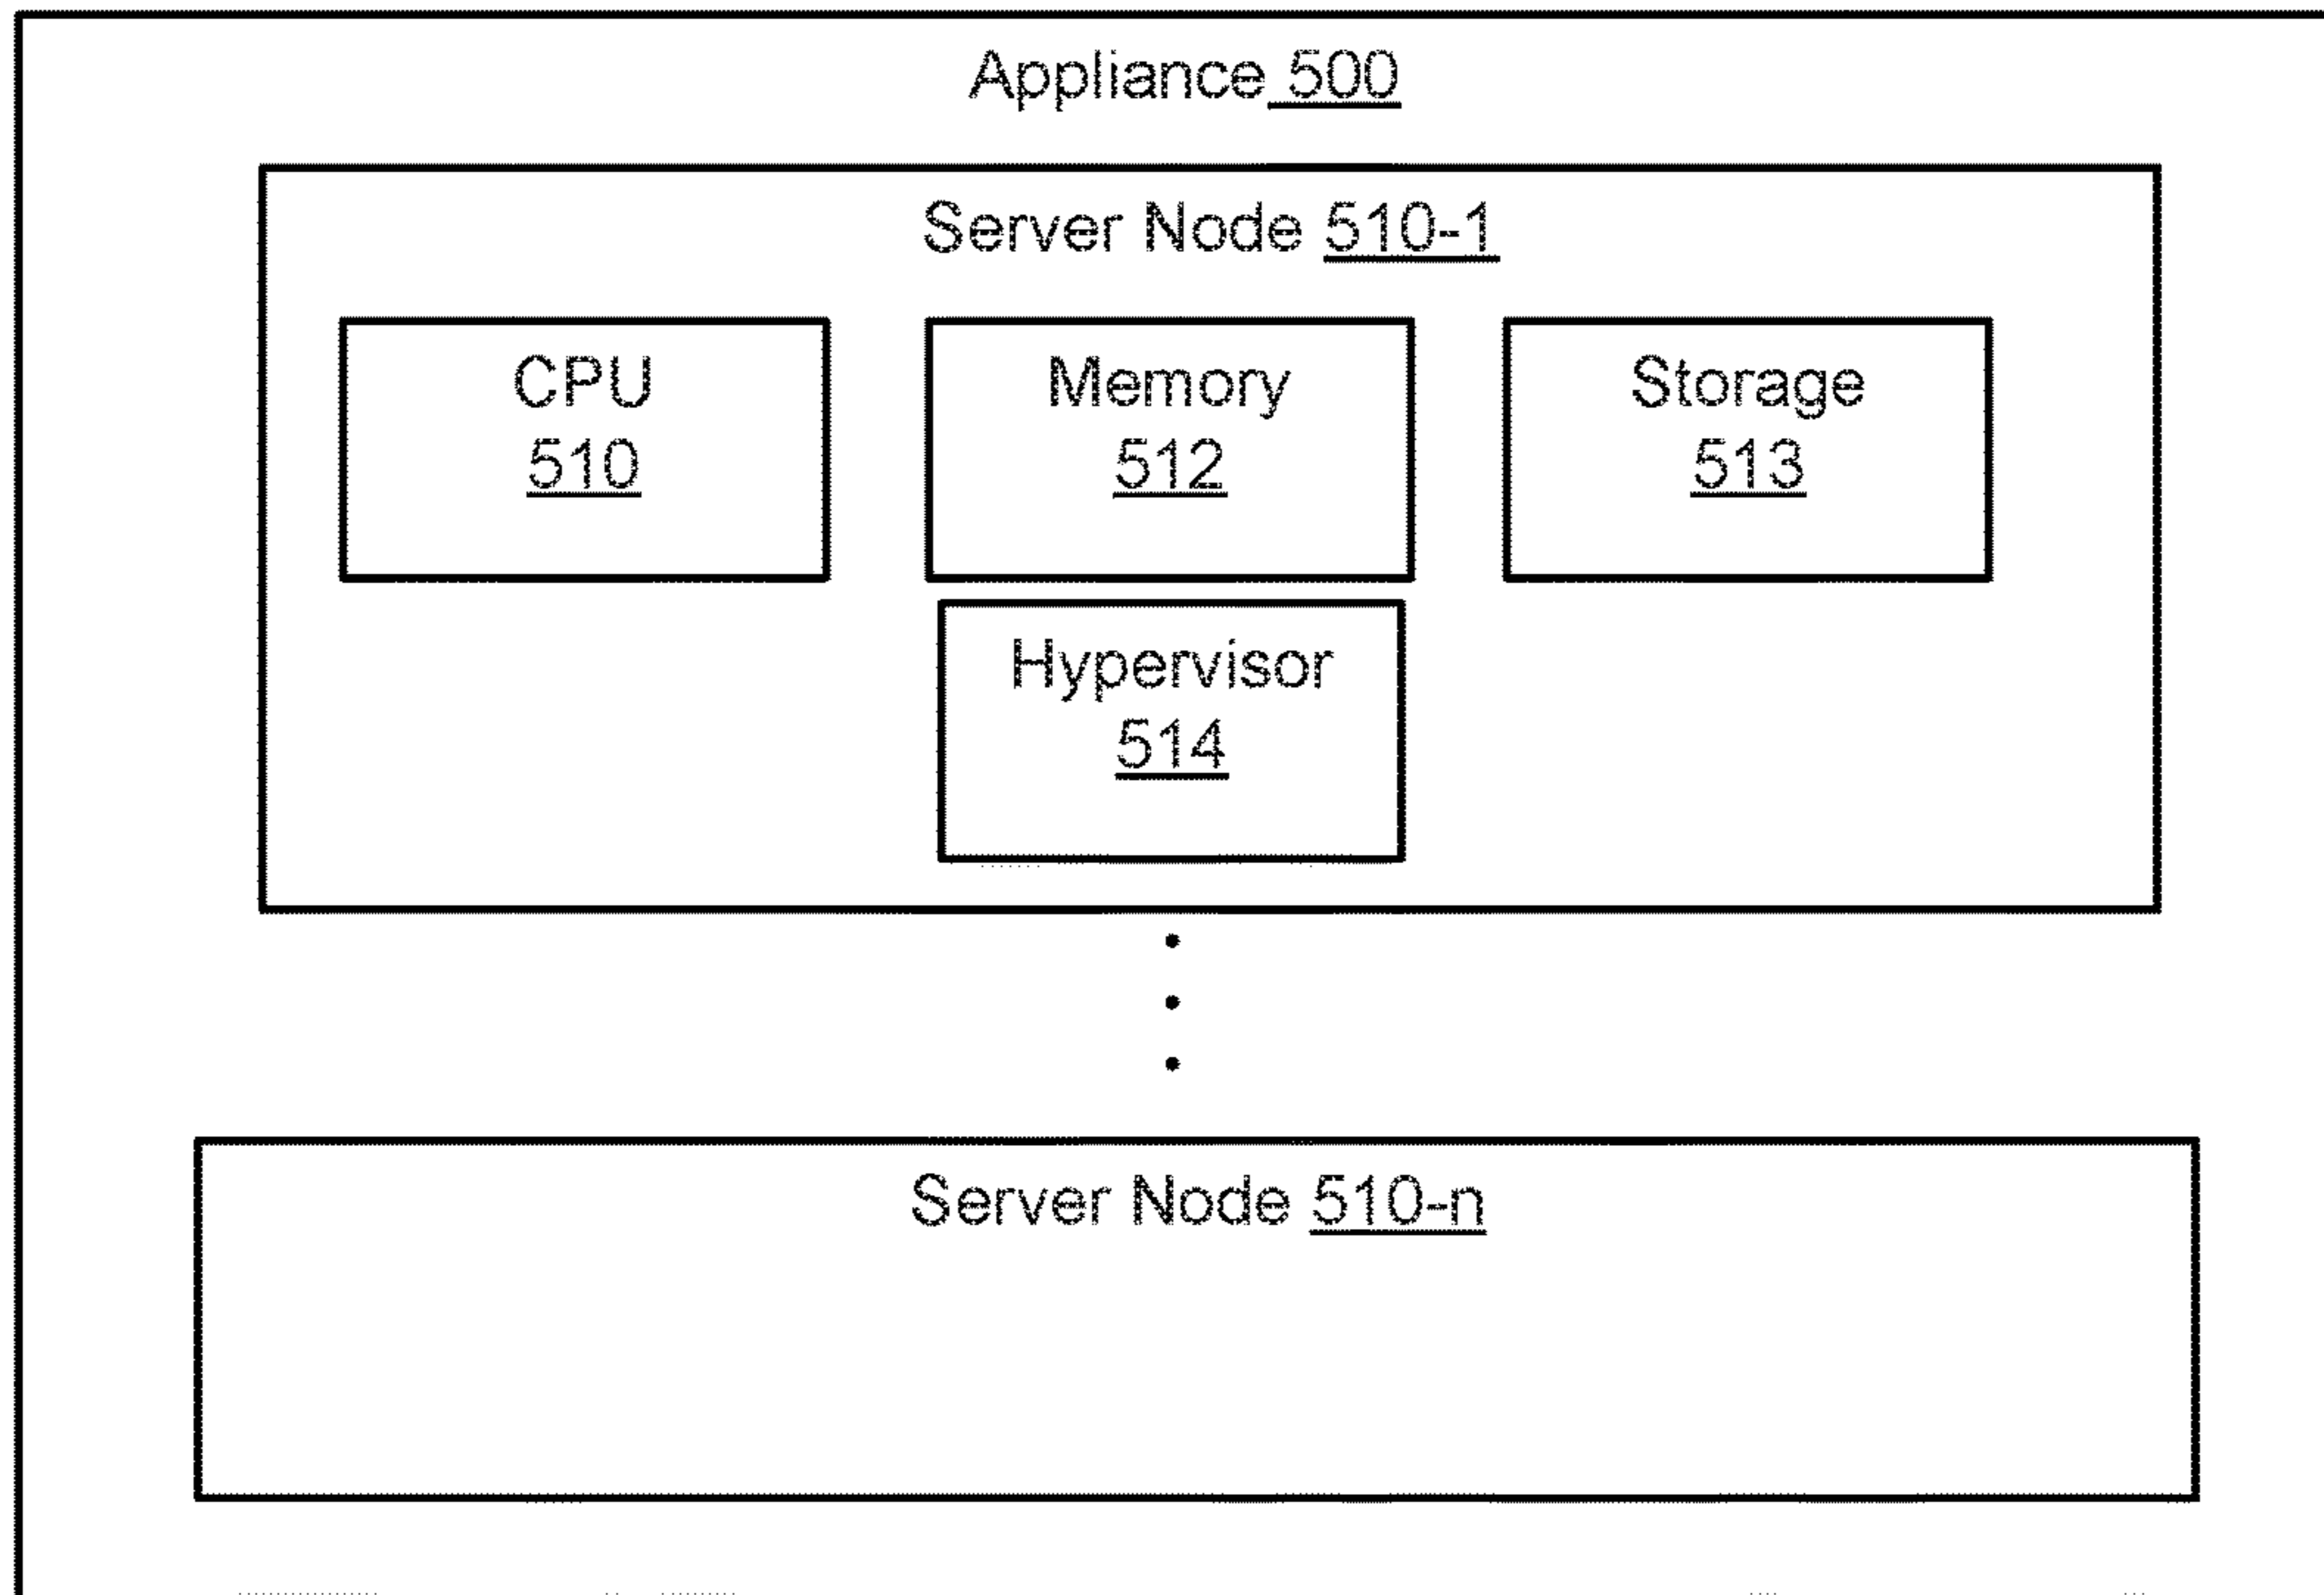 Appliance 500
Server Node 510-1
CPU
510
Memory
512
Storage
513
Hypervisor
514
Server Node 510-n